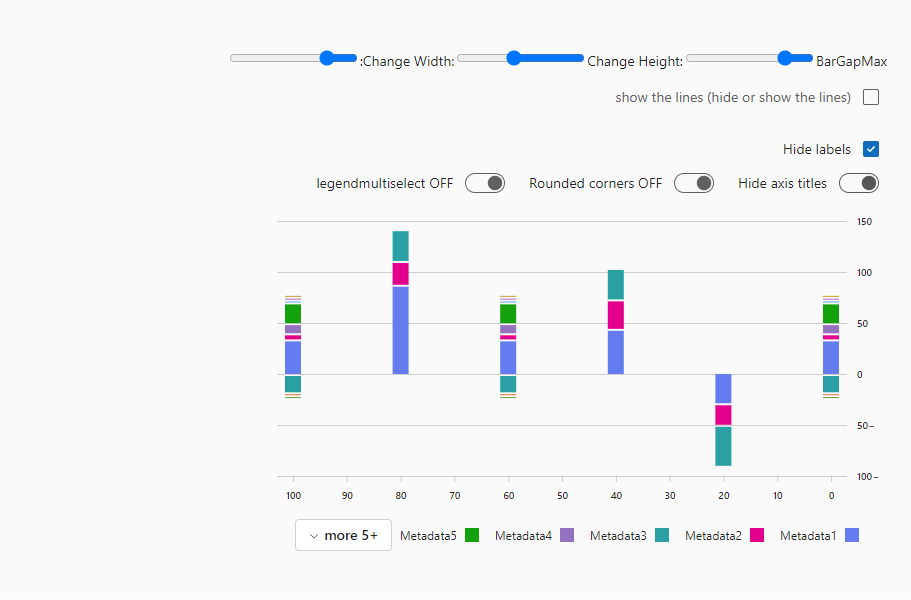 :Change Width: Change Height: BarGapMax
show the lines (hide or show the lines)
Hide labels
legendmultiselect OFF Rounded corners OFF Hide axis titles
150
100
50
0
50−
100−
100 90 80 70 60 50 40 30 20 10 0
more 5+ Metadata5 Metadata4 Metadata3 Metadata2 Metadata1